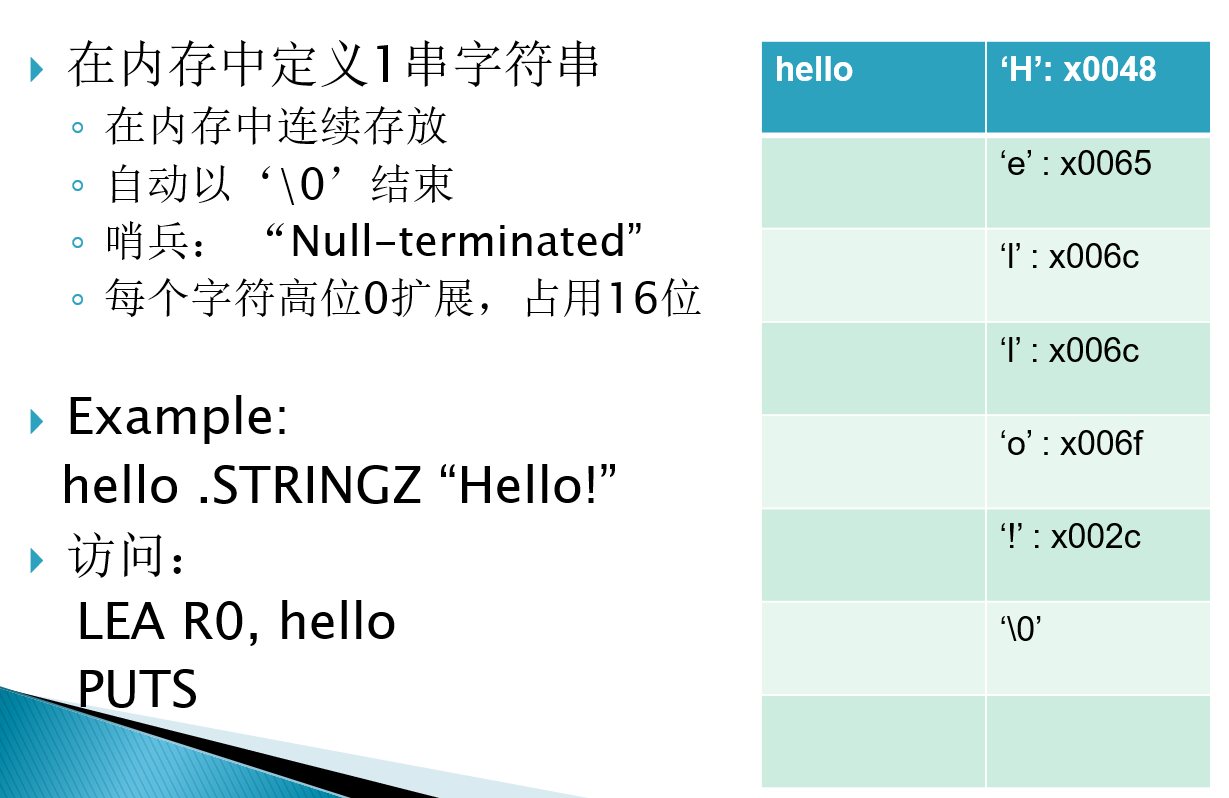 在内存中定义1串字符串
在内存中连续存放
自动以‘\0’结束
哨兵： “Null-terminated”
每个字符高位0扩展，占用16位
Example:
hello .STRINGZ “Hello!”
访问：
LEA R0, hello
PUTS
hello ‘H’: x0048
‘e’ : x0065
‘l’ : x006c
‘l’ : x006c
‘o’ : x006f
‘!’ : x002c
‘\0’